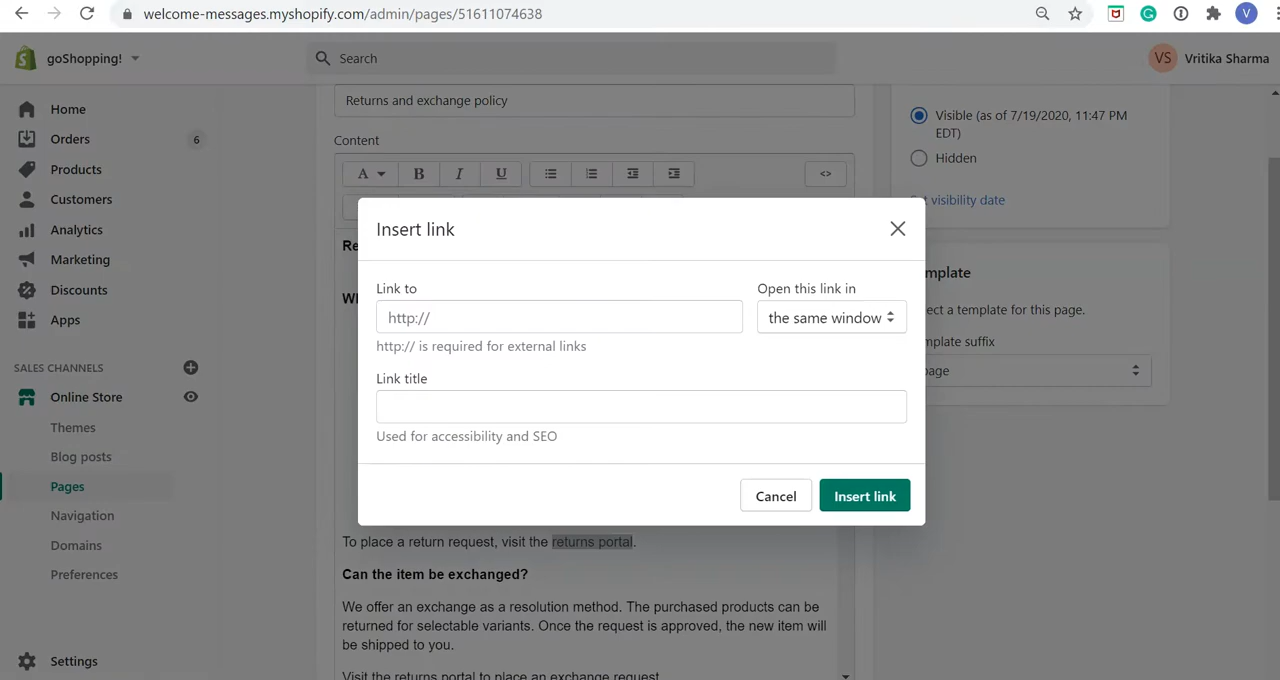 welcome-messages.myshopify.com/admin/pages/51611074638
V
goShopping!
Search
VS Vritika Sharma
Home
Orders 6
Products
Customers
Analytics
Marketing
Discounts
Apps
SALES CHANNELS
Online Store
Themes
Blog posts
Pages
Navigation
Domains
Preferences
Settings
Returns and exchange policy
Content
A B I U <>
Re
Insert link
Link to
http://
http:// is required for external links
Open this link in
the same window
Link title
Used for accessibility and SEO
Cancel
Insert link
To place a return request, visit the returns portal.
Can the item be exchanged?
We offer an exchange as a resolution method. The purchased products can be
returned for selectable variants. Once the request is approved, the new item will
be shipped to you.
Visit the returns portal to place an exchange request.
Visible (as of 7/19/2020, 11:47 PM
EDT)
Hidden
visibility date
mplate
ect a template for this page.
mplate suffix
page